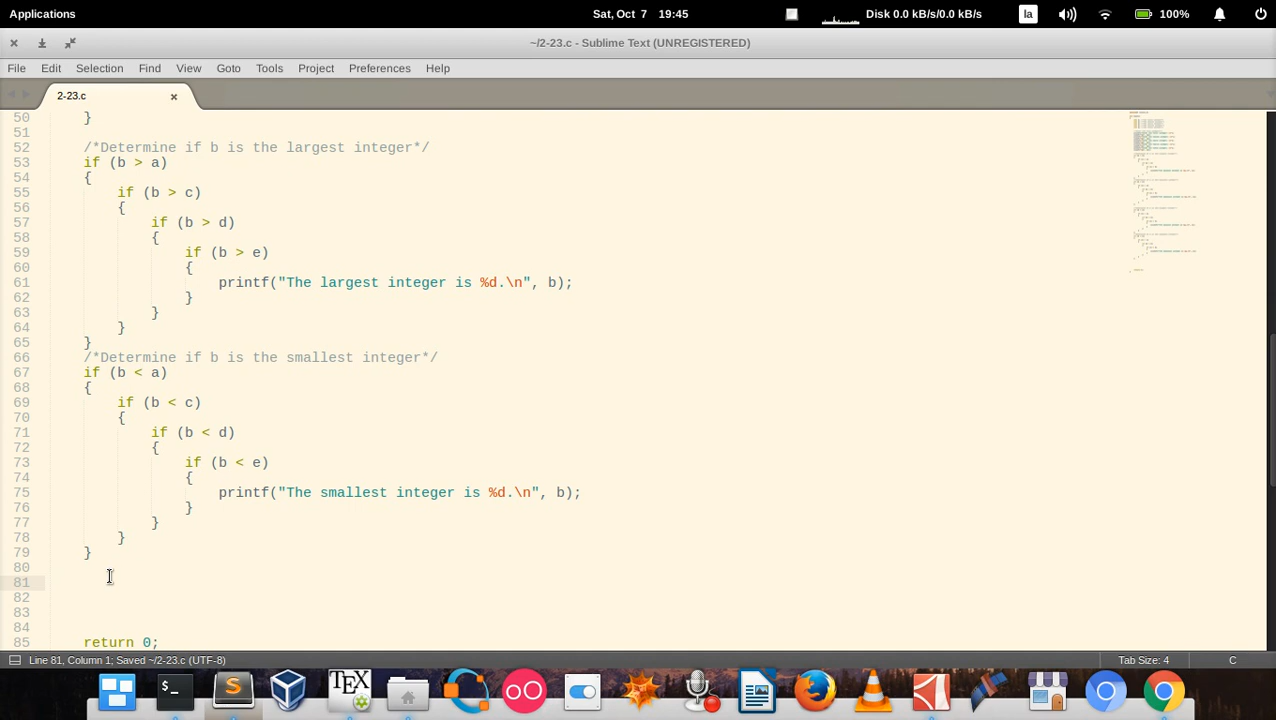 Applications
Sat, Oct 7 19:45
Disk 0.0 kB/s/0.0 kB/s
la
100%
~/2-23.c - Sublime Text (UNREGISTERED)
File Edit Selection Find View Goto Tools Project Preferences Help
2-23.c
50 }
51
52 /*Determine if b is the largest integer*/
53 if (b > a)
54 {
55 if (b > c)
56 {
57 if (b > d)
58 {
59 if (b > e)
60 {
61 printf("The largest integer is %d.\n", b);
62 }
63 }
64 }
65 }
66 /*Determine if b is the smallest integer*/
67 if (b < a)
68 {
69 if (b < c)
70 {
71 if (b < d)
72 {
73 if (b < e)
74 {
75 printf("The smallest integer is %d.\n", b);
76 }
77 }
78 }
79 }
80
81
82
83
84
85 return 0;
Line 81, Column 1; Saved ~/2-23.c (UTF-8)
Tab Size: 4
C
>_
S
TEX